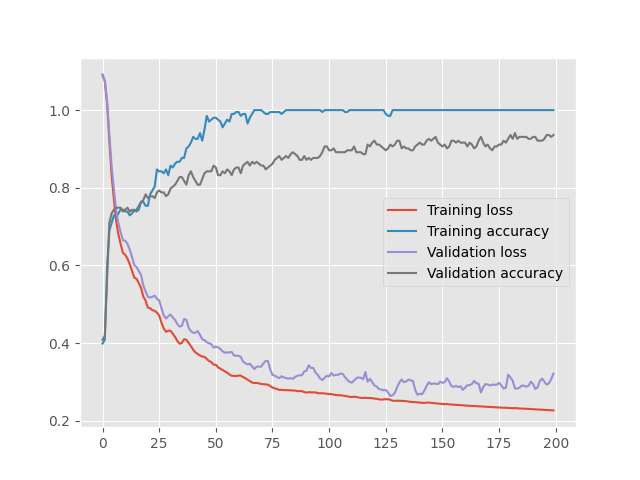 1.0
0.8
0.6
0.4
0.2
Training loss
Training accuracy
Validation loss
Validation accuracy
0 25 50 75 100 125 150 175 200